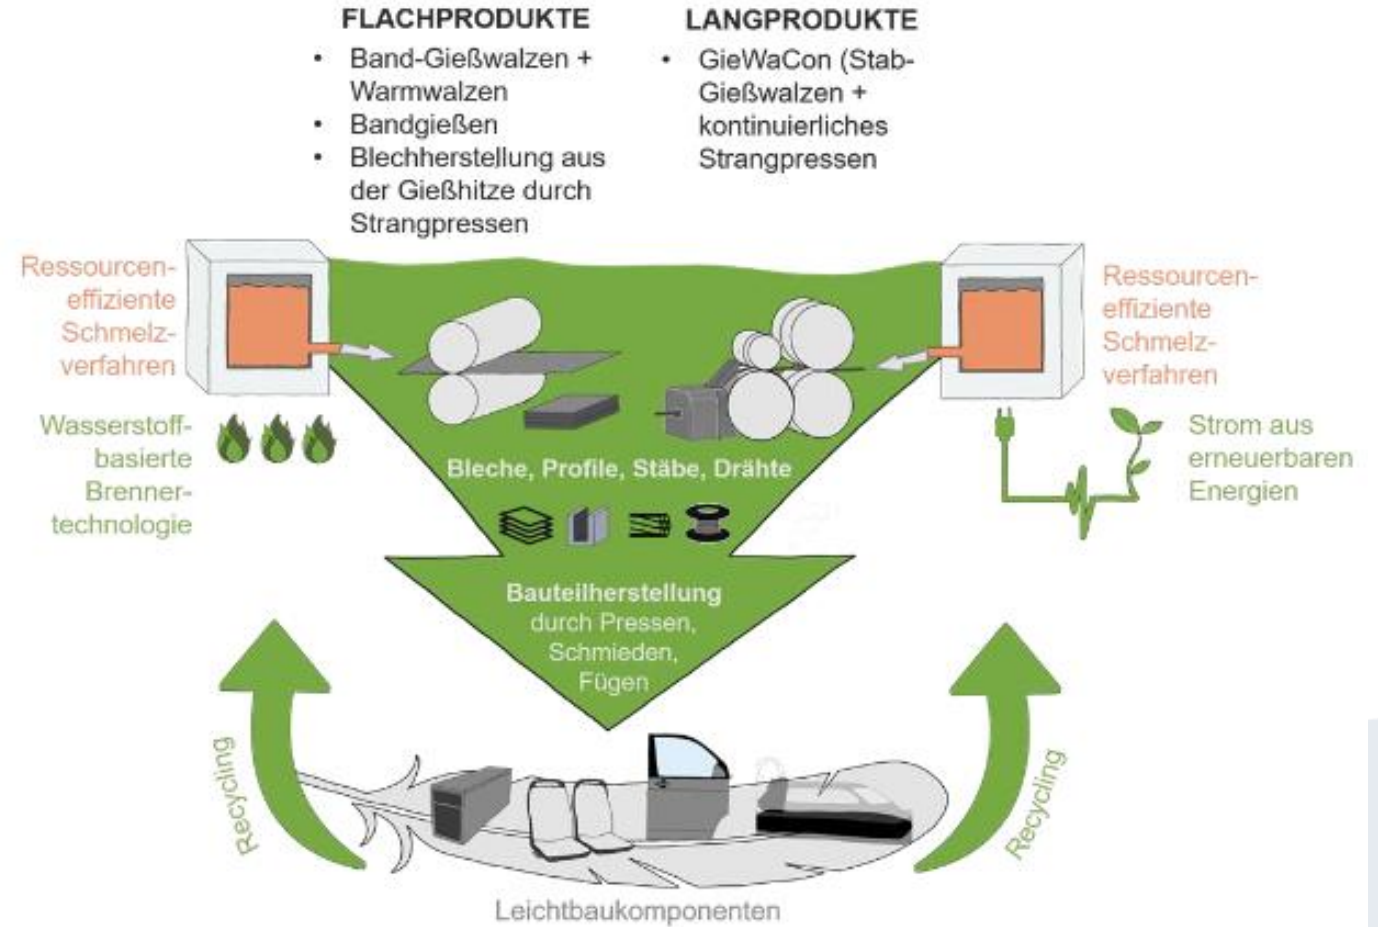 FLACHPRODUKTE
• Band-Gießwalzen +
Warmwalzen
• Bandgießen
• Blechherstellung aus
der Gießhitze durch
Strangpressen
LANGPRODUKTE
• GieWaCon (Stab-
Gießwalzen +
kontinuierliches
Strangpressen
Ressourcen-
effiziente
Schmelz-
verfahren
Ressourcen-
effiziente
Schmelz-
verfahren
Wasserstoff-
basierte
Brenner-
technologie
Strom aus
erneuerbaren
Energien
Bleche, Profile, Stäbe, Drähte
Bauteilherstellung
durch Pressen,
Schmieden,
Fügen
Recycling
Recycling
Leichtbaukomponenten